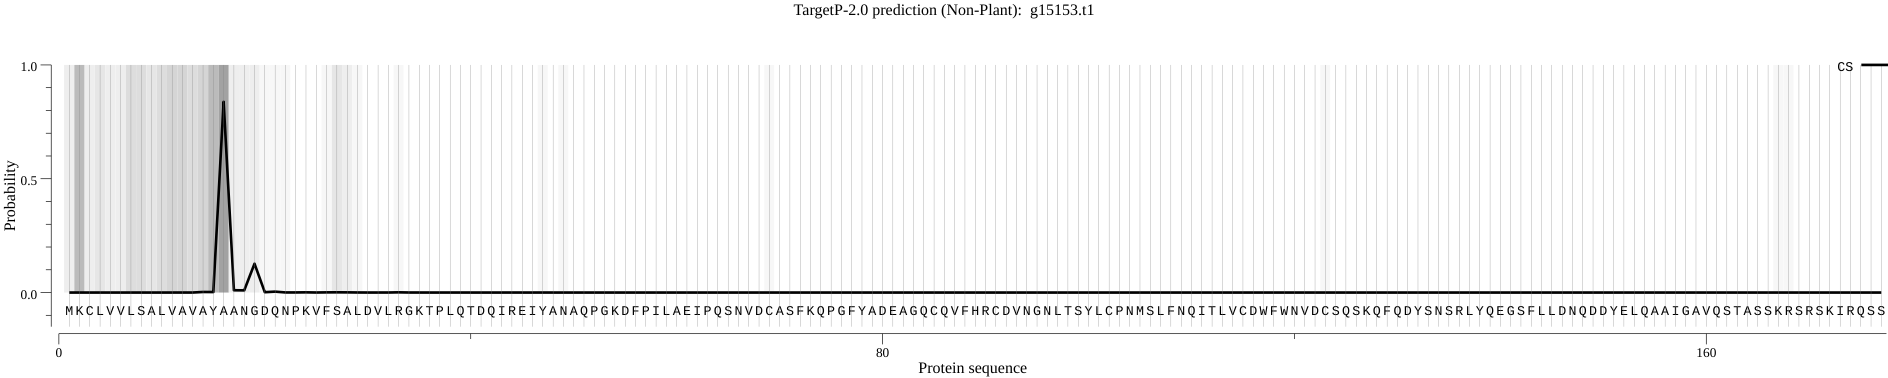 TargetP-2.0 prediction (Non-Plant): g15153.t1
1.0
CS
0.5
Probability
0.0
MKCLVVLSALVAVAYAANGDQNPKVFSALDVLRGKTPLQTDQIREIYANAQPGKDFPILAEIPQSNVDCASFKQPGFYADEAGQCQVFHRCDVNGNLTSYLCPNMSLFNQITLVCDWFWNVDCSQSKQFQDYSNSRLYQEGSFLLDNQDDYELQAAIGAVQSTASSKRSRSKIRQSS
0 80 160
Protein sequence